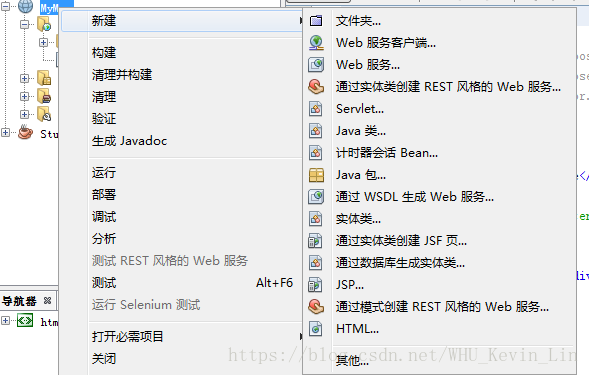 MyM
新建
构建
清理并构建
清理
验证
生成 Javadoc
运行
部署
调试
分析
测试 REST 风格的 Web 服务
测试 Alt+F6
运行 Selenium 测试
打开必需项目
关闭
文件夹...
Web 服务客户端...
Web 服务...
通过实体类创建 REST 风格的 Web 服务...
Servlet...
Java 类...
计时器会话 Bean...
Java 包...
通过 WSDL 生成 Web 服务...
实体类...
通过实体类创建 JSF 页...
通过数据库生成实体类...
JSP...
通过模式创建 REST 风格的 Web 服务...
HTML...
其他...
Stu
导航器
htm
https://blog.csdn.net/WHU_Kevin_Lin